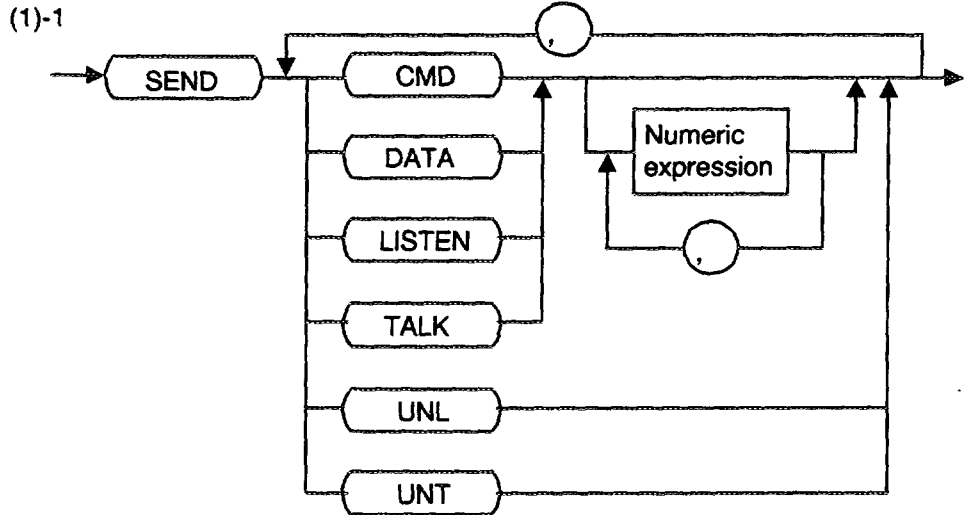 (1)-1
,
SEND
CMD
DATA
LISTEN
TALK
UNL
UNT
Numeric
expression
,